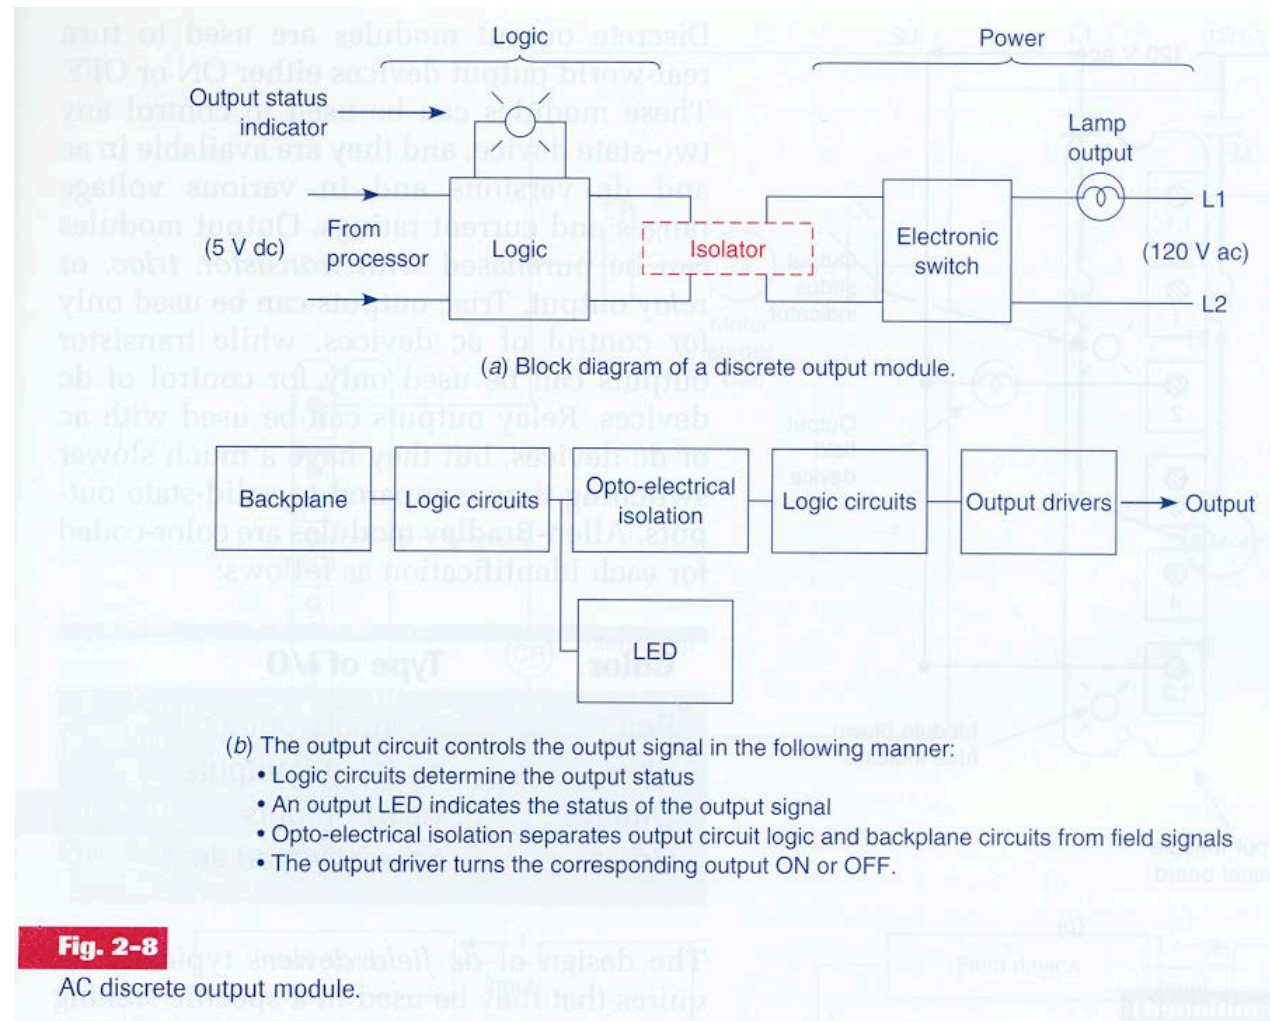 Logic
Power
Output status
indicator
Lamp
output
L1
(5 V dc)
From
processor
Logic
Isolator
Electronic
switch
(120 V ac)
L2
(a) Block diagram of a discrete output module.
Backplane
Logic circuits
Opto-electrical
isolation
Logic circuits
Output drivers
Output
LED
(b) The output circuit controls the output signal in the following manner:
• Logic circuits determine the output status
• An output LED indicates the status of the output signal
• Opto-electrical isolation separates output circuit logic and backplane circuits from field signals
• The output driver turns the corresponding output ON or OFF.
Fig. 2-8
AC discrete output module.